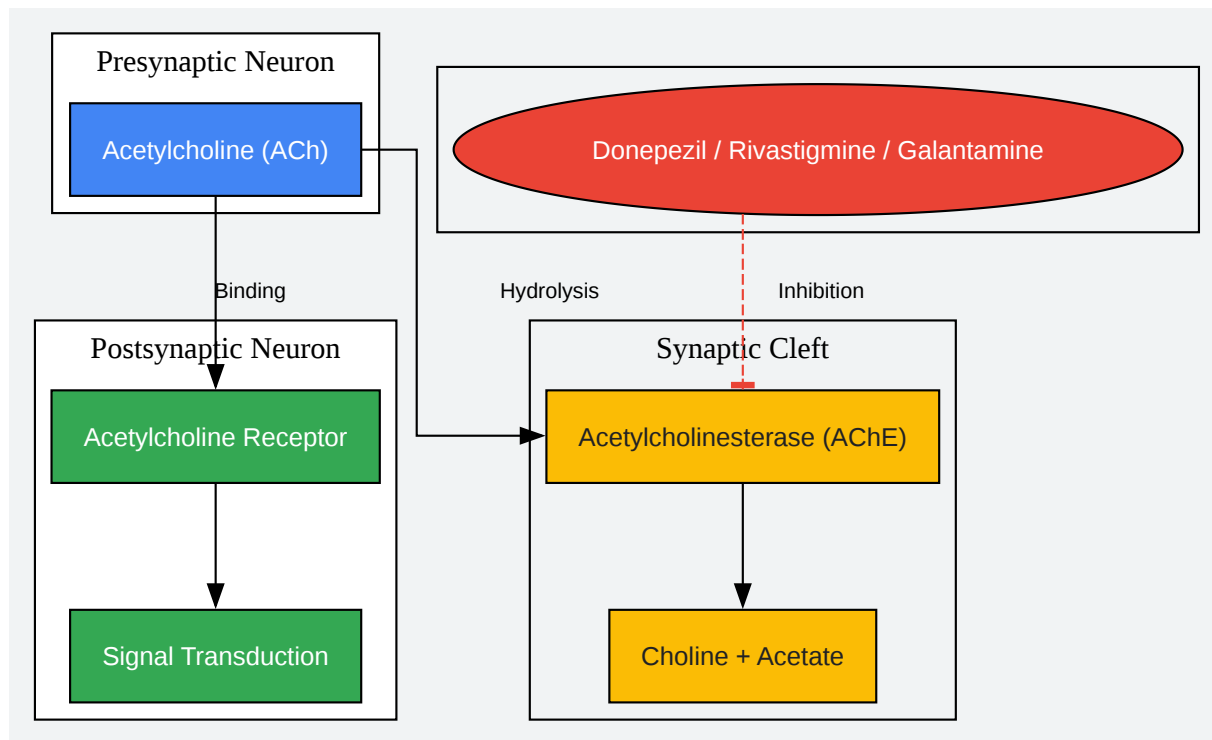 Presynaptic Neuron
Acetylcholine (ACh)
Donepezil / Rivastigmine / Galantamine
Binding
Hydrolysis
Inhibition
Postsynaptic Neuron
Synaptic Cleft
Acetylcholine Receptor
Acetylcholinesterase (AChE)
Signal Transduction
Choline + Acetate